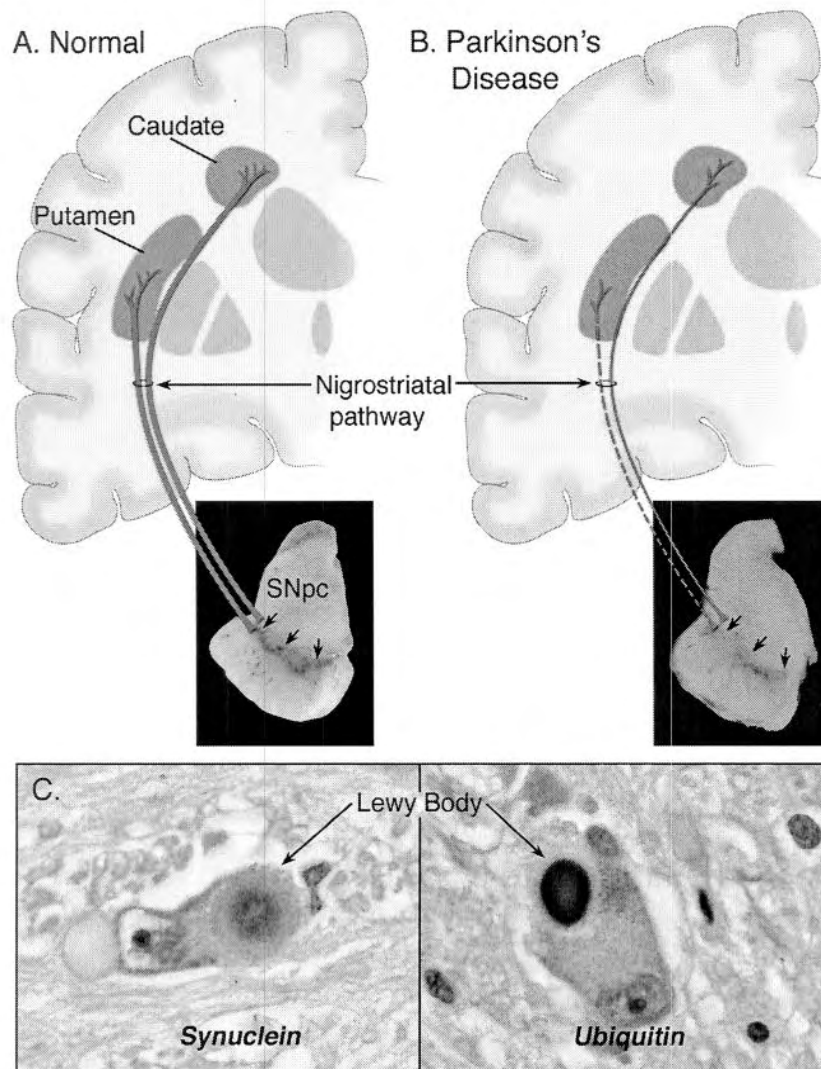 A. Normal
B. Parkinson's
Disease
Caudate
Putamen
Nigrostriatal
pathway
SNpc
C.
Lewy Body
Synuclein
Ubiquitin